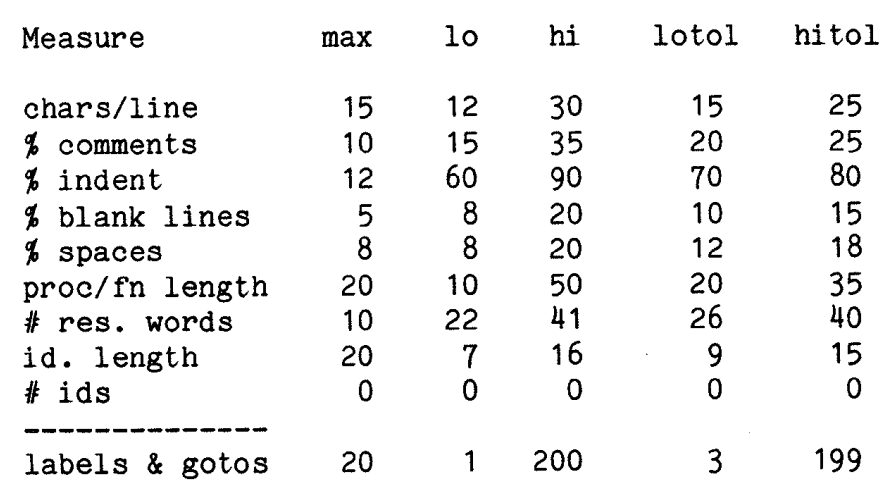 Measure max lo hi lotol hitol
chars/line 15 12 30 15 25
% comments 10 15 35 20 25
% indent 12 60 90 70 80
% blank lines 5 8 20 10 15
% spaces 8 8 20 12 18
proc/fn length 20 10 50 20 35
# res. words 10 22 41 26 40
id. length 20 7 16 9 15
# ids 0 0 0 0 0
--------------
labels & gotos 20 1 200 3 199